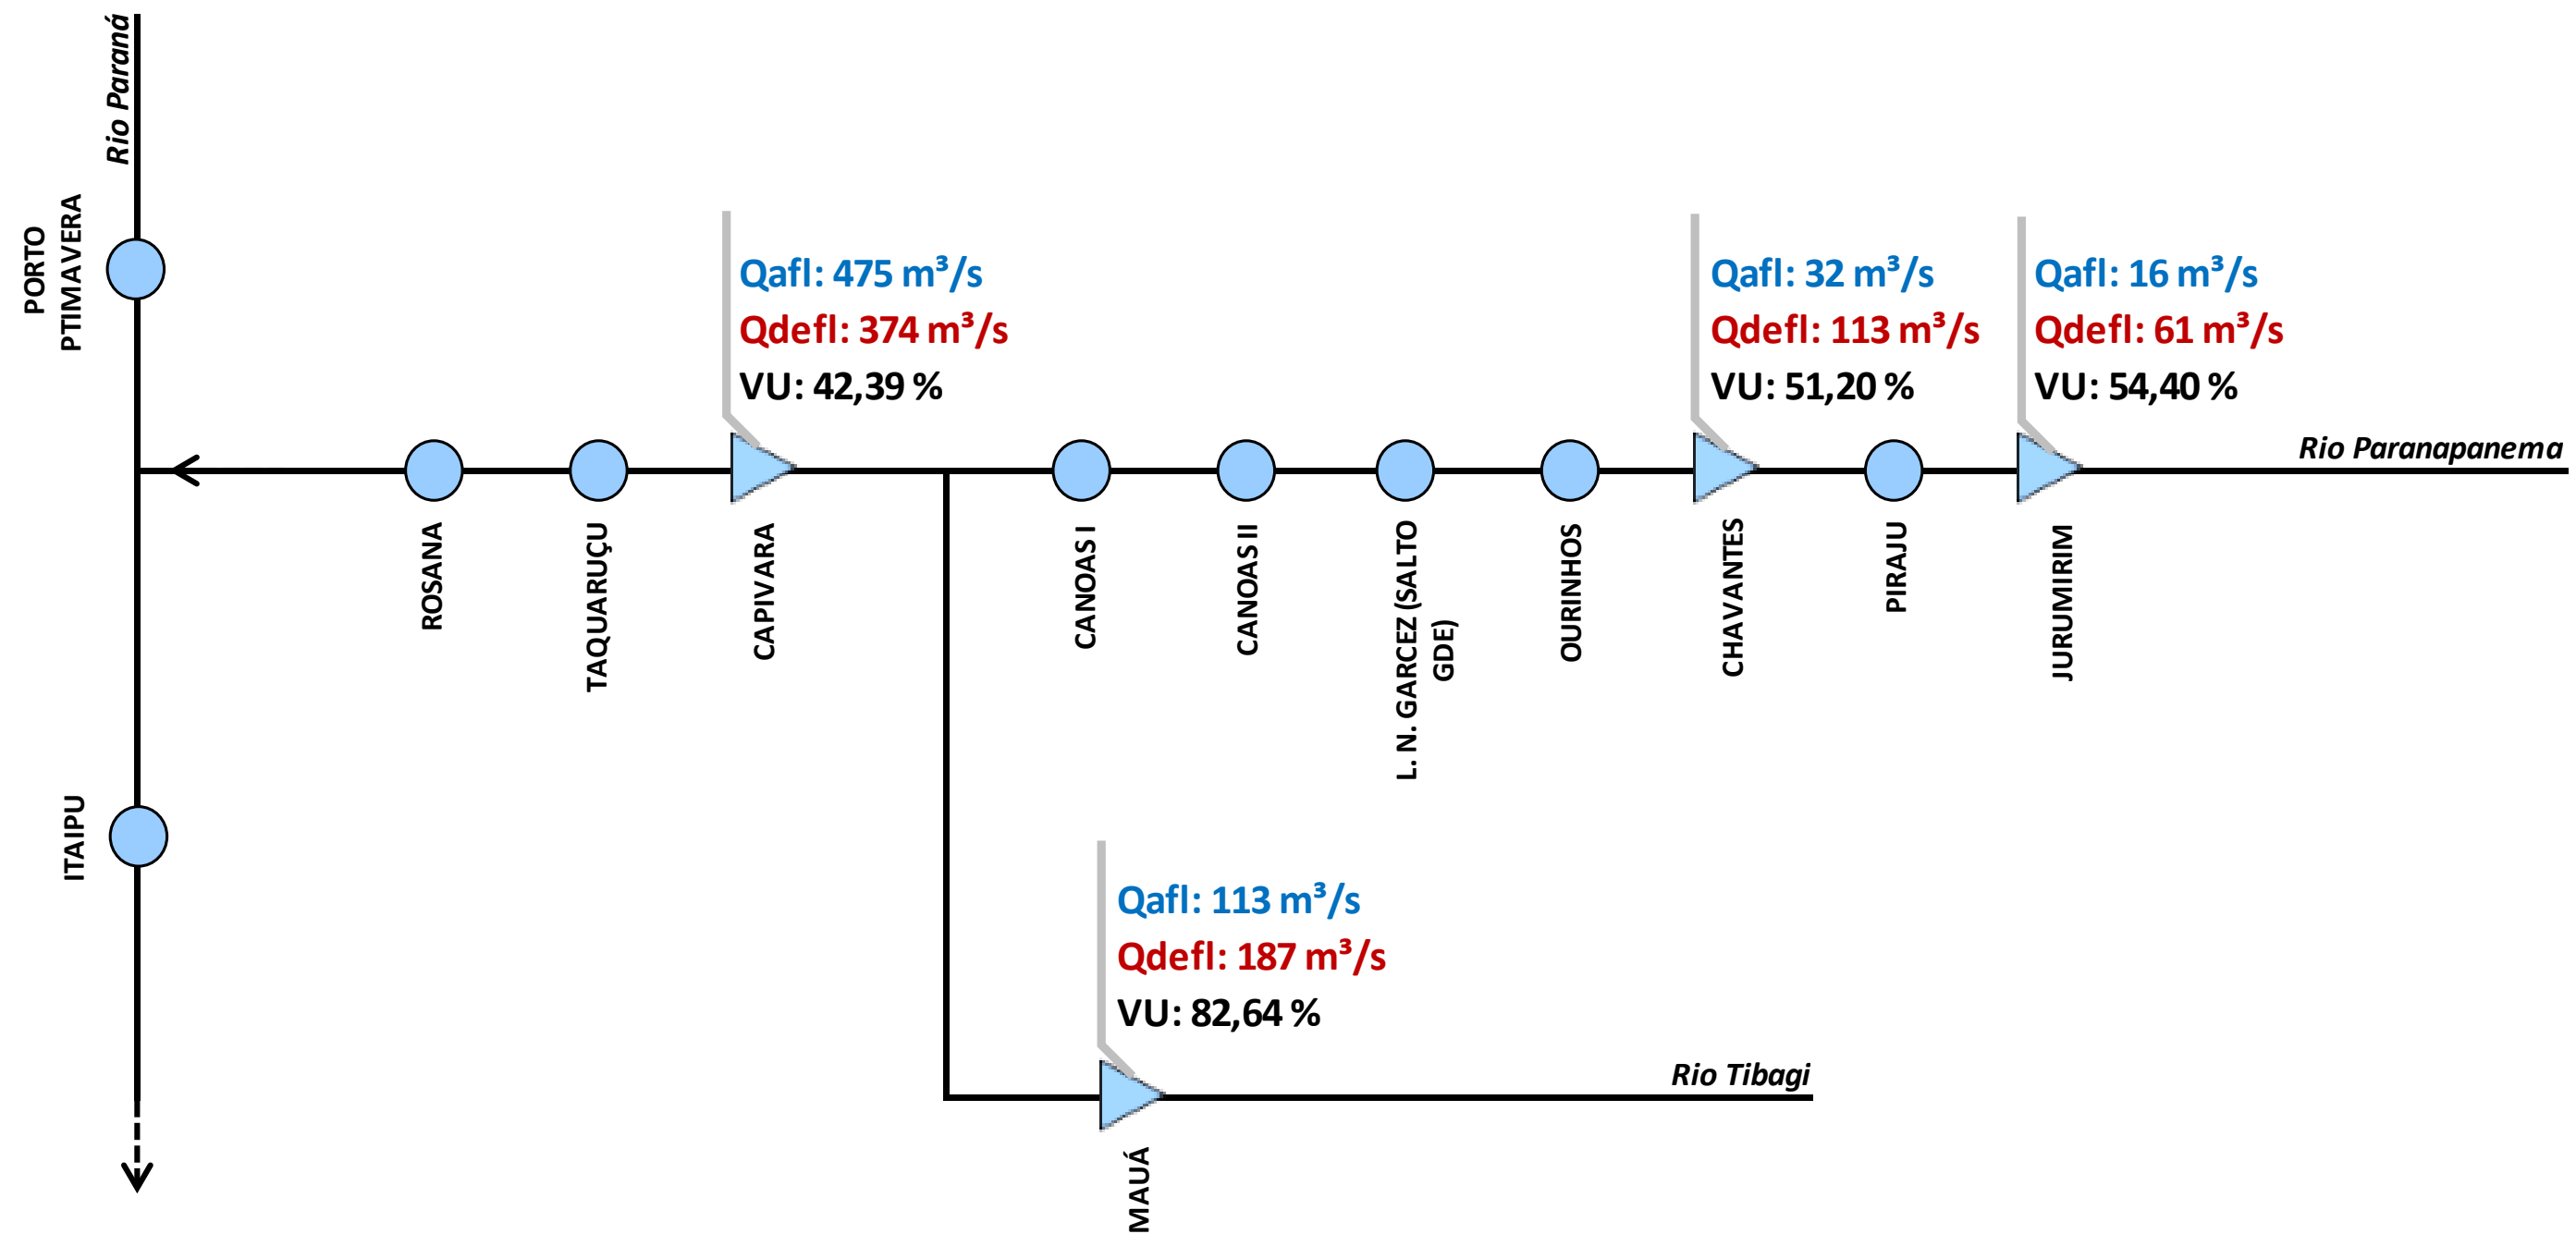 Rio Paraná
PORTO
PTIMAVERA
Qafl: 475 m³/s
Qdefl: 374 m³/s
VU: 42,39 %
Qafl: 32 m³/s
Qdefl: 113 m³/s
VU: 51,20 %
Qafl: 16 m³/s
Qdefl: 61 m³/s
VU: 54,40 %
Rio Paranapanema
ROSANA
TAQUARUÇU
CAPIVARA
CANOAS I
CANOAS II
L. N. GARCEZ (SALTO
GDE)
OURINHOS
CHAVANTES
PIRAJU
JURUMIRIM
ITAIPU
Qafl: 113 m³/s
Qdefl: 187 m³/s
VU: 82,64 %
Rio Tibagi
MAUÁ